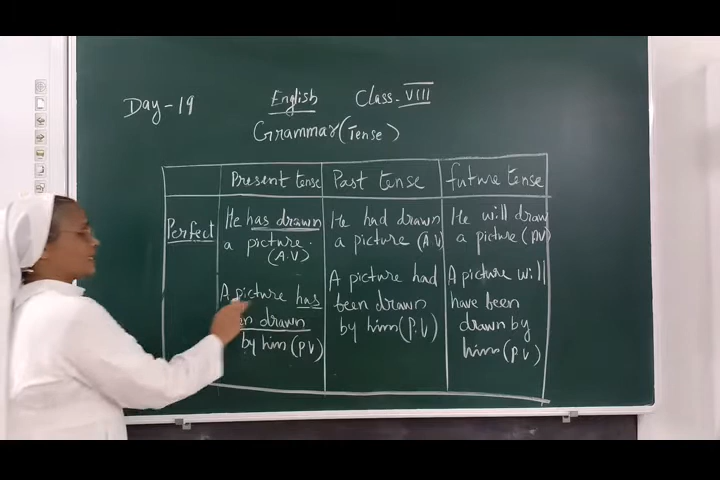 Day-19
English Class-VIII
Grammar (Tense)
Present tense
Past tense
future tense
Perfect
He has drawn
a picture.
(A.V)
A picture has
en drawn
by him (P.V)
He had drawn
a picture (A.V)
A picture had
been drawn
by him (P.V)
He will draw
a picture
A picture will
have been
drawn by
him (P.V)